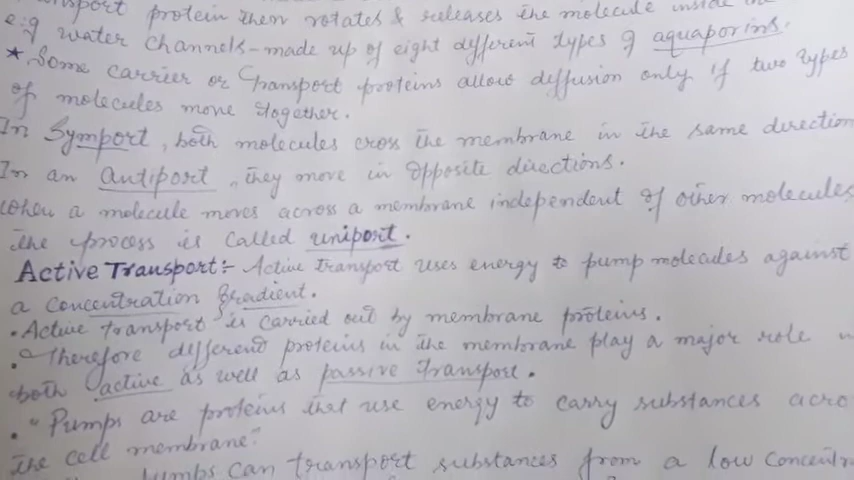 transport protein then rotates & releases the molecule inside the
e.g water channels - made up of eight different types of aquaporins.
* Some carrier or transport proteins allow diffusion only if two types
of molecules move together.
In Symport, both molecules cross the membrane in the same direction
In an antiport, they move in opposite directions.
When a molecule moves across a membrane independent of other molecules
the process is called uniport.
Active Transport:- Active transport uses energy to pump molecules against
a concentration gradient.
• Active transport is carried out by membrane proteins.
• Therefore different proteins in the membrane play a major role
both active as well as passive transport.
• "Pumps are proteins that use energy to carry substances acro
the cell membrane."
Pumps can transport substances from a low concentr